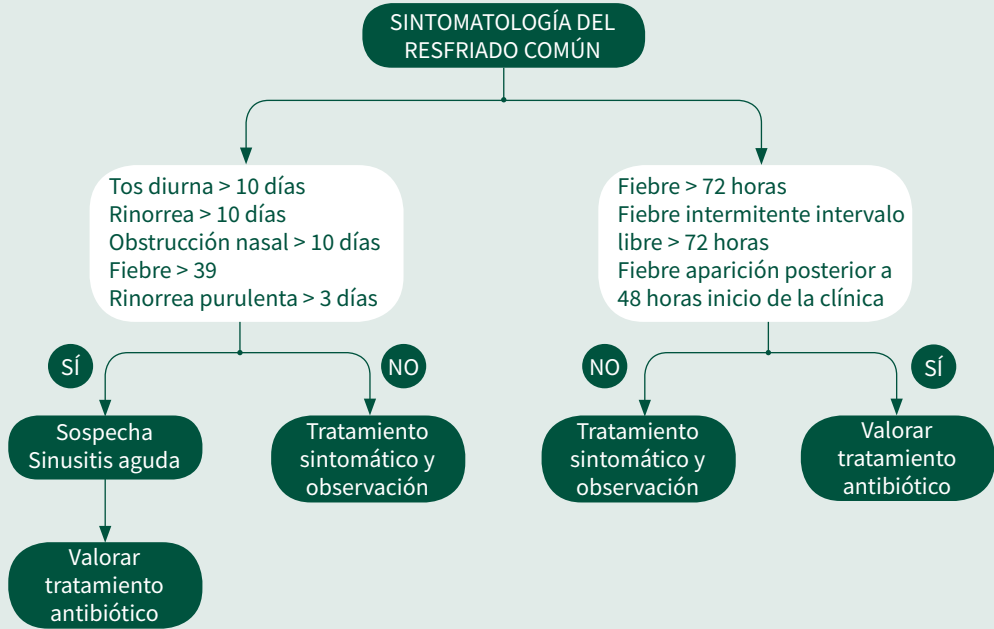 SINTOMATOLOGÍA DEL
RESFRIADO COMÚN
Tos diurna > 10 días
Rinorrea > 10 días
Obstrucción nasal > 10 días
Fiebre > 39
Rinorrea purulenta > 3 días
Fiebre > 72 horas
Fiebre intermitente intervalo
libre > 72 horas
Fiebre aparición posterior a
48 horas inicio de la clínica
SÍ
NO
NO
SÍ
Sospecha
Sinusitis aguda
Tratamiento
sintomático y
observación
Tratamiento
sintomático y
observación
Valorar
tratamiento
antibiótico
Valorar
tratamiento
antibiótico